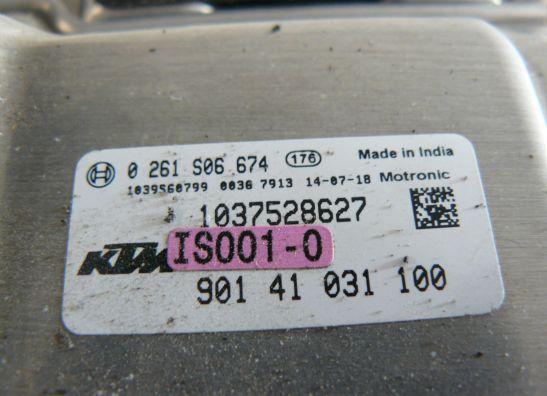 0 261 S06 674 176 Made in India
1039S60799 0036 7913 14-07-18 Motronic
1037528627
KTM IS001-0
901 41 031 100